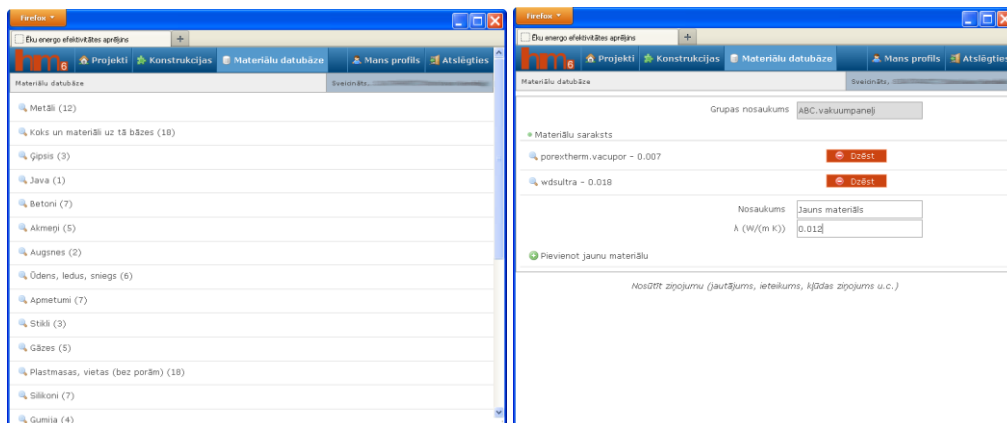 Firefox
Ēku energo efektivitātes aprēķins +
hm 6 Projekti Konstrukcijas Materiālu datubāze Mans profils Atslēgties
Materiālu datubāze Sveicināts,
Metāli (12)
Koks un materiāli uz tā bāzes (18)
Ģipsis (3)
Java (1)
Betoni (7)
Akmeņi (5)
Augsnes (2)
Ūdens, ledus, sniegs (6)
Apmetumi (7)
Stikli (3)
Gāzes (5)
Plastmasas, vietas (bez porām) (18)
Silikoni (7)
Gumija (4)
Firefox
Ēku energo efektivitātes aprēķins +
hm 6 Projekti Konstrukcijas Materiālu datubāze Mans profils Atslēgties
Materiālu datubāze Sveicināts,
Grupas nosaukums ABC.vakuumpaneļi
Materiālu saraksts
porextherm.vacupor - 0.007 Dzēst
wdsultra - 0.018 Dzēst
Nosaukums Jauns materiāls
λ (W/(m K)) 0.012
Pievienot jaunu materiālu
Nosūtīt ziņojumu (jautājums, ieteikums, kļūdas ziņojums u.c.)